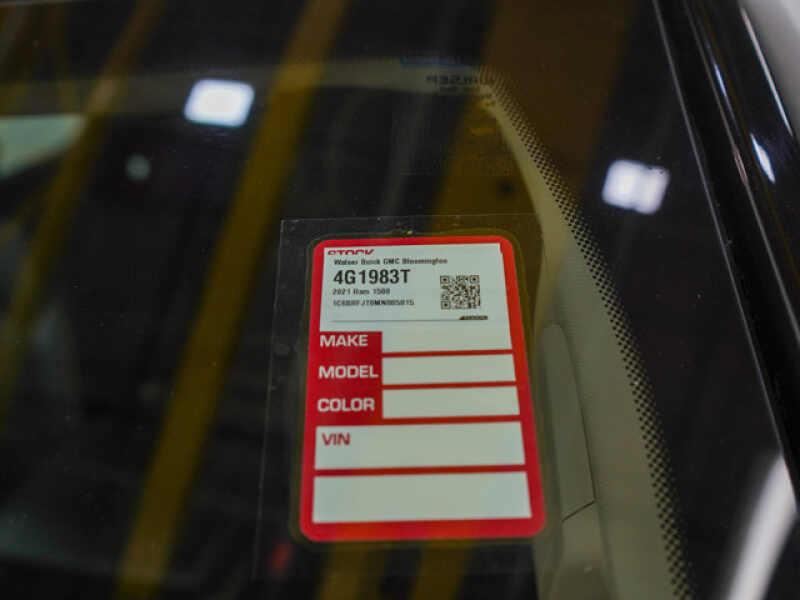 STOCK
Walser Buick GMC Bloomington
4G1983T
2021 Ram 1500
MAKE
MODEL
COLOR
VIN